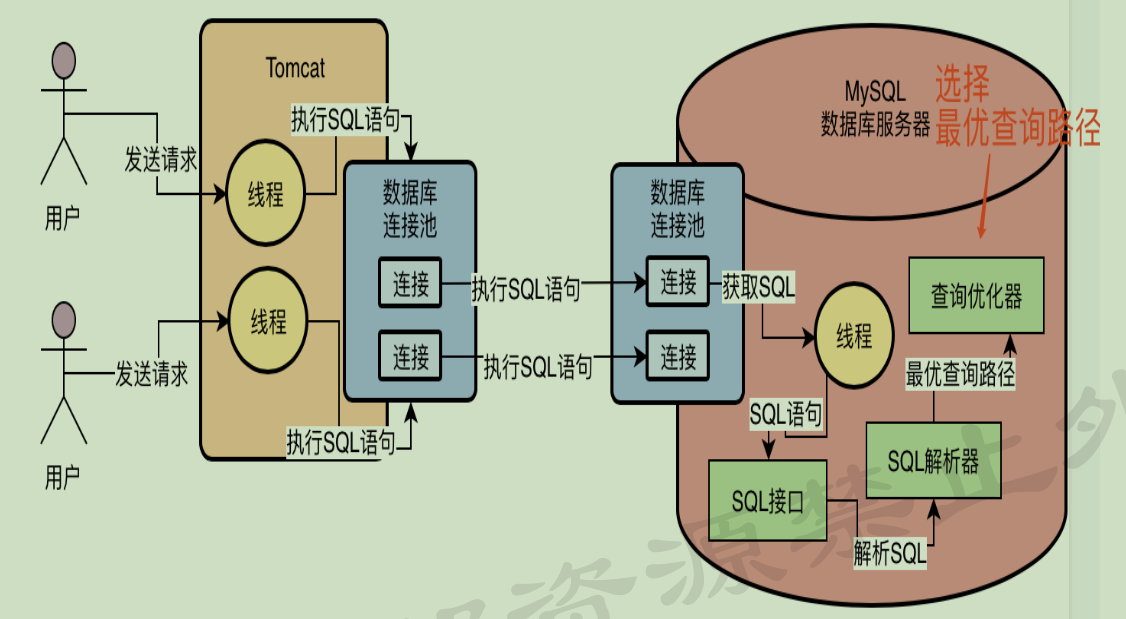 Tomcat
MySQL
数据库服务器
选择
最优查询路径
执行SQL语句
发送请求
线程
用户
数据库
连接池
数据库
连接池
连接
执行SQL语句
连接
获取SQL
查询优化器
线程
线程
发送请求
连接
执行SQL语句
连接
最优查询路径
SQL语句
执行SQL语句
SQL解析器
用户
SQL接口
解析SQL
资源禁止外